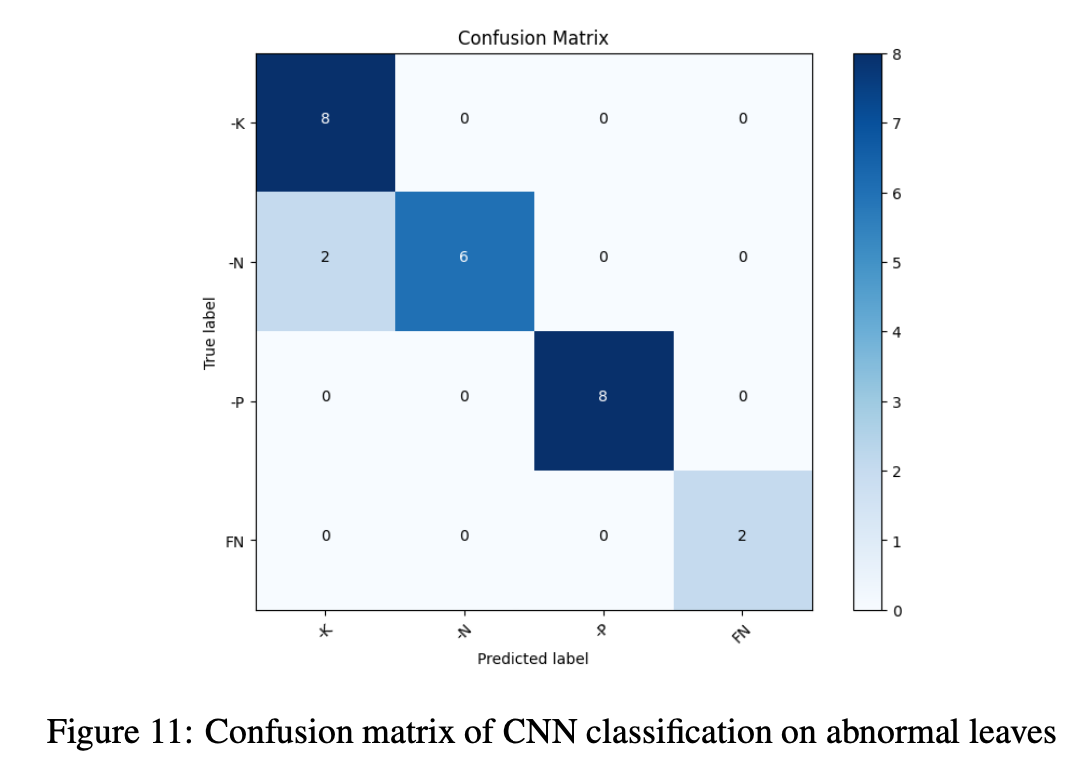 Confusion Matrix
8
-K 8 0 0 0 7
6
-N 2 6 0 0 5
True label 4
-P 0 0 8 0 3
2
FN 0 0 0 2 1
0
-K -N -P FN
Predicted label
Figure 11: Confusion matrix of CNN classification on abnormal leaves